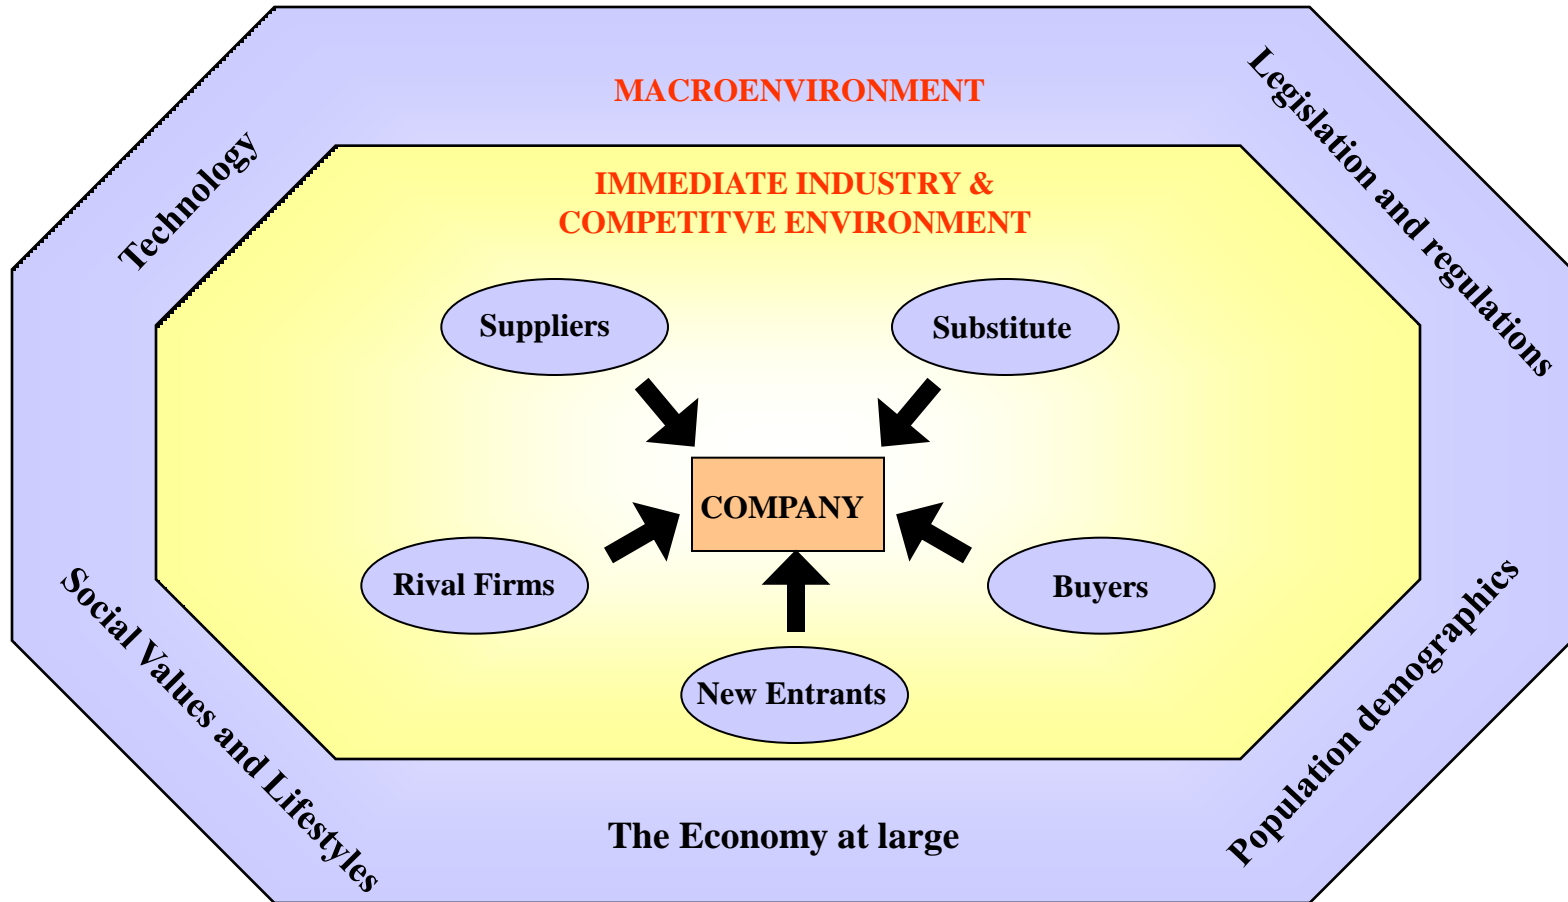 MACROENVIRONMENT
Legislation and regulations
Technology
IMMEDIATE INDUSTRY &
COMPETITVE ENVIRONMENT
Suppliers
Substitute
COMPANY
Rival Firms
Buyers
New Entrants
Social Values and Lifestyles
Population demographics
The Economy at large